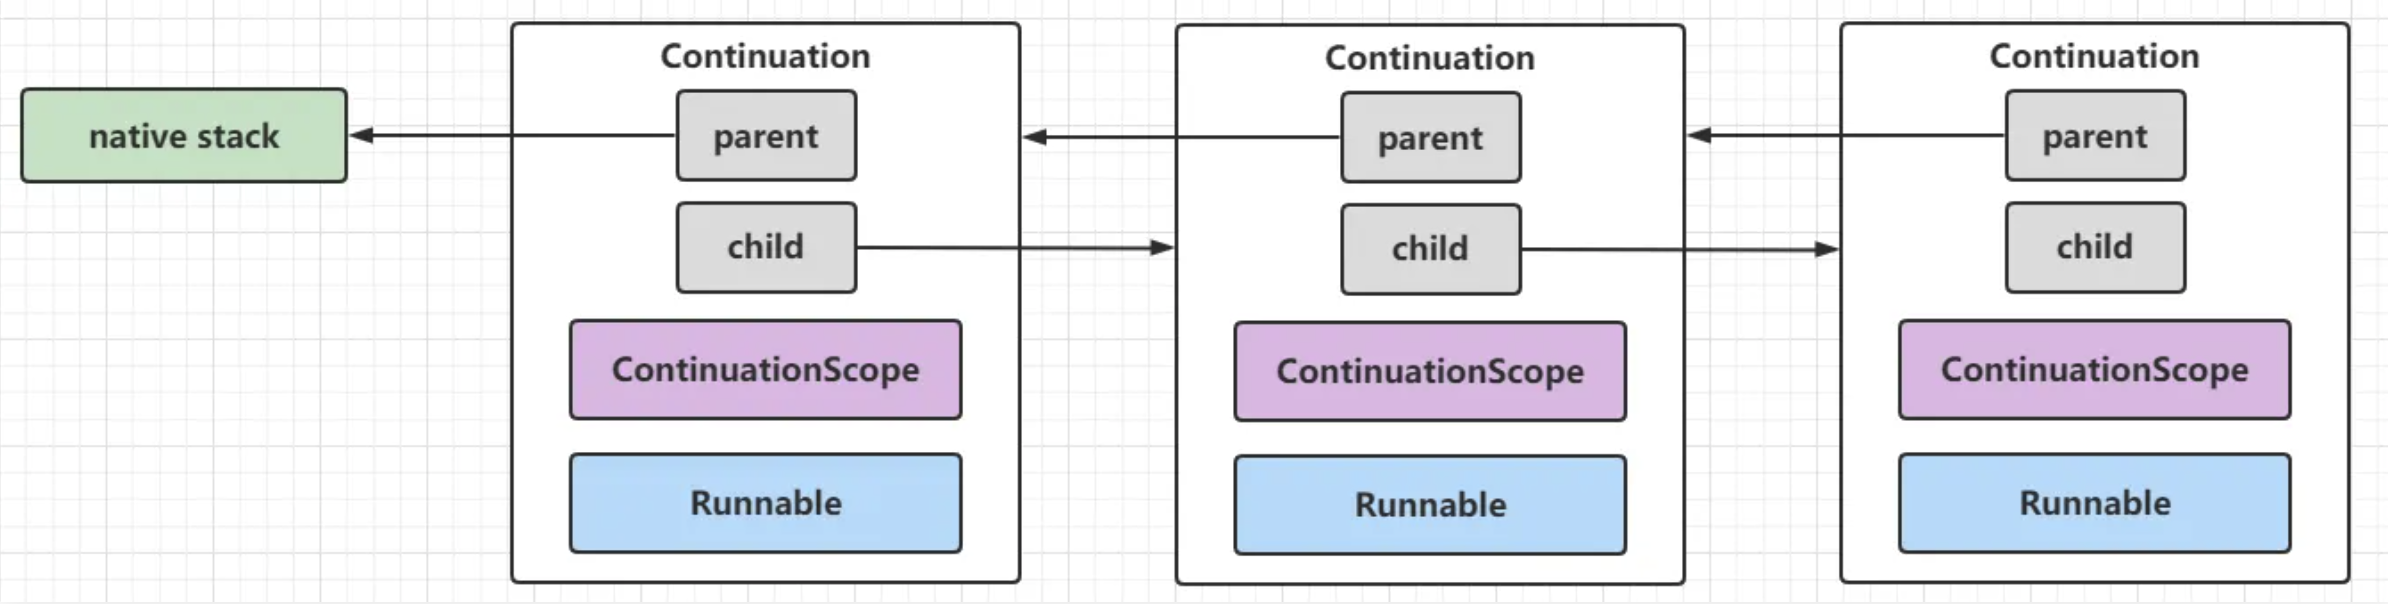 native stack
Continuation
parent
child
ContinuationScope
Runnable
Continuation
parent
child
ContinuationScope
Runnable
Continuation
parent
child
ContinuationScope
Runnable